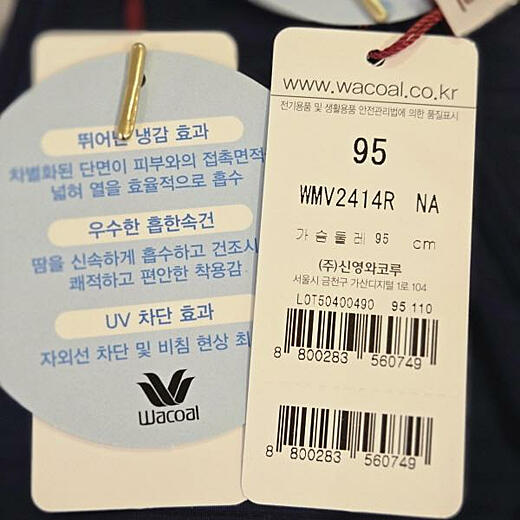 뛰어난 냉감 효과
차별화된 단면이 피부와의 접촉면적
넓혀 열을 효율적으로 흡수
우수한 흡한속건
땀을 신속하게 흡수하고 건조시
쾌적하고 편안한 착용감
UV 차단 효과
자외선 차단 및 비침 현상 최
Wacoal
www.wacoal.co.kr
전기용품 및 생활용품 안전관리법에 의한 품질표시
95
WMV2414R NA
가슴둘레 95 cm
(주)신영와코루
서울시 금천구 가산디지털 1로 104
LOT50400490 95 110
8 800283 560749
8 800283 560749